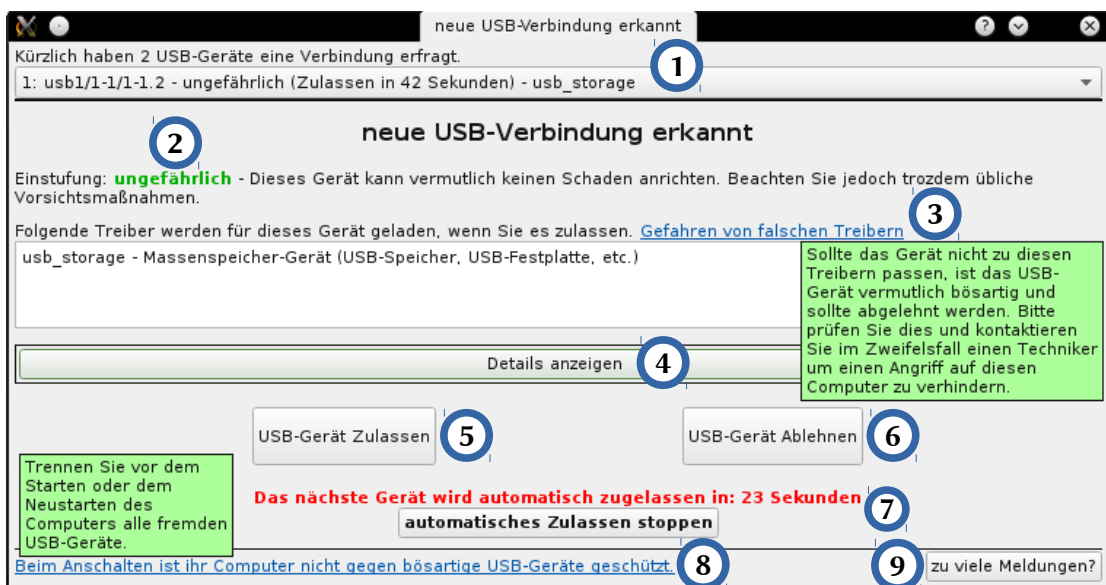 neue USB-Verbindung erkannt
Kürzlich haben 2 USB-Geräte eine Verbindung erfragt.
1
1: usb1/1-1/1-1.2 - ungefährlich (Zulassen in 42 Sekunden) - usb_storage
neue USB-Verbindung erkannt
2
Einstufung: ungefährlich - Dieses Gerät kann vermutlich keinen Schaden anrichten. Beachten Sie jedoch trozdem übliche
Vorsichtsmaßnahmen.
3
Folgende Treiber werden für dieses Gerät geladen, wenn Sie es zulassen. Gefahren von falschen Treibern
usb_storage - Massenspeicher-Gerät (USB-Speicher, USB-Festplatte, etc.)
Sollte das Gerät nicht zu diesen
Treibern passen, ist das USB-
Gerät vermutlich bösartig und
sollte abgelehnt werden. Bitte
prüfen Sie dies und kontaktieren
Sie im Zweifelsfall einen Techniker
um einen Angriff auf diesen
Computer zu verhindern.
Details anzeigen
4
USB-Gerät Zulassen
5
USB-Gerät Ablehnen
6
Trennen Sie vor dem
Starten oder dem
Neustarten des
Computers alle fremden
USB-Geräte.
Das nächste Gerät wird automatisch zugelassen in: 23 Sekunden
7
automatisches Zulassen stoppen
Beim Anschalten ist ihr Computer nicht gegen bösartige USB-Geräte geschützt.
8
9
zu viele Meldungen?